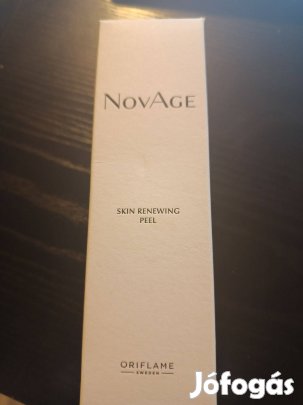 NOVAGE
SKIN RENEWING
PEEL
ORIFLAME
SWEDEN
Jófogás